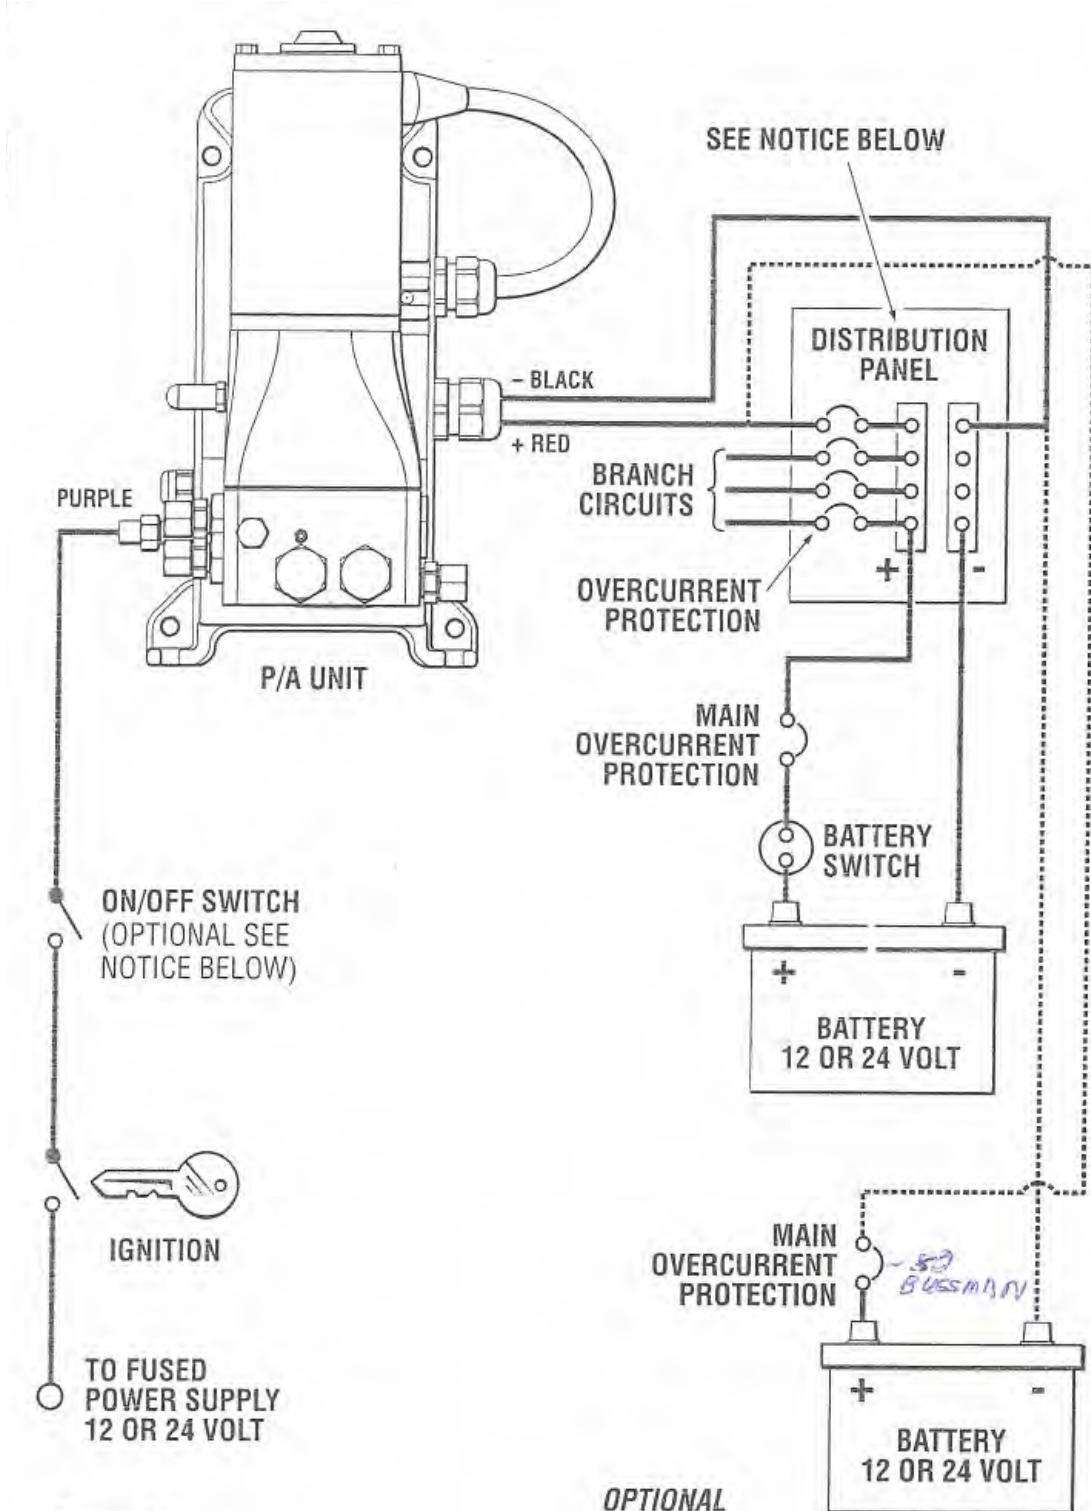 SEE NOTICE BELOW
DISTRIBUTION
PANEL
- BLACK
+ RED
BRANCH
CIRCUITS
PURPLE
+ -
OVERCURRENT
PROTECTION
P/A UNIT
MAIN
OVERCURRENT
PROTECTION
BATTERY
SWITCH
ON/OFF SWITCH
(OPTIONAL SEE
NOTICE BELOW)
+ -
BATTERY
12 OR 24 VOLT
IGNITION
MAIN
OVERCURRENT
PROTECTION
BUSSMAN
TO FUSED
POWER SUPPLY
12 OR 24 VOLT
+ -
BATTERY
12 OR 24 VOLT
OPTIONAL